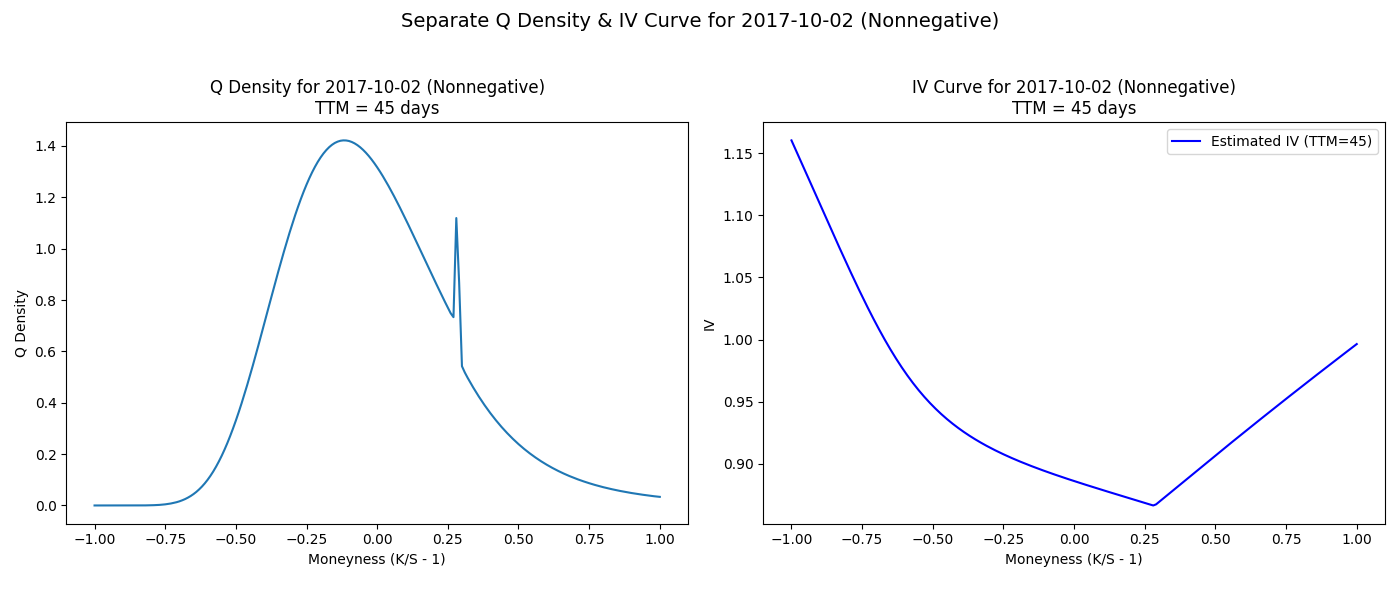 Separate Q Density & IV Curve for 2017-10-02 (Nonnegative)
Q Density for 2017-10-02 (Nonnegative)
TTM = 45 days
Q Density
1.4
1.2
1.0
0.8
0.6
0.4
0.2
0.0
−1.00 −0.75 −0.50 −0.25 0.00 0.25 0.50 0.75 1.00
Moneyness (K/S - 1)
IV Curve for 2017-10-02 (Nonnegative)
TTM = 45 days
Estimated IV (TTM=45)
IV
1.15
1.10
1.05
1.00
0.95
0.90
−1.00 −0.75 −0.50 −0.25 0.00 0.25 0.50 0.75 1.00
Moneyness (K/S - 1)